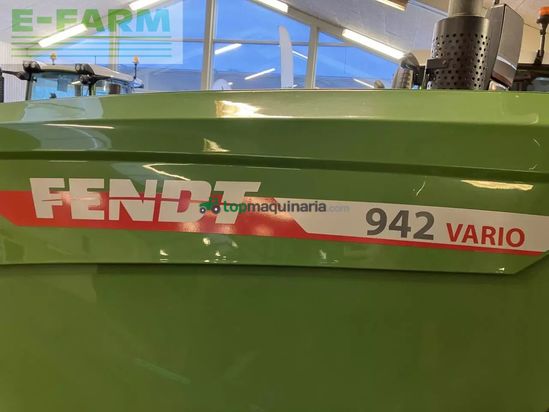 E-FARM
FENDT
topmaquinaria.com
942 VARIO